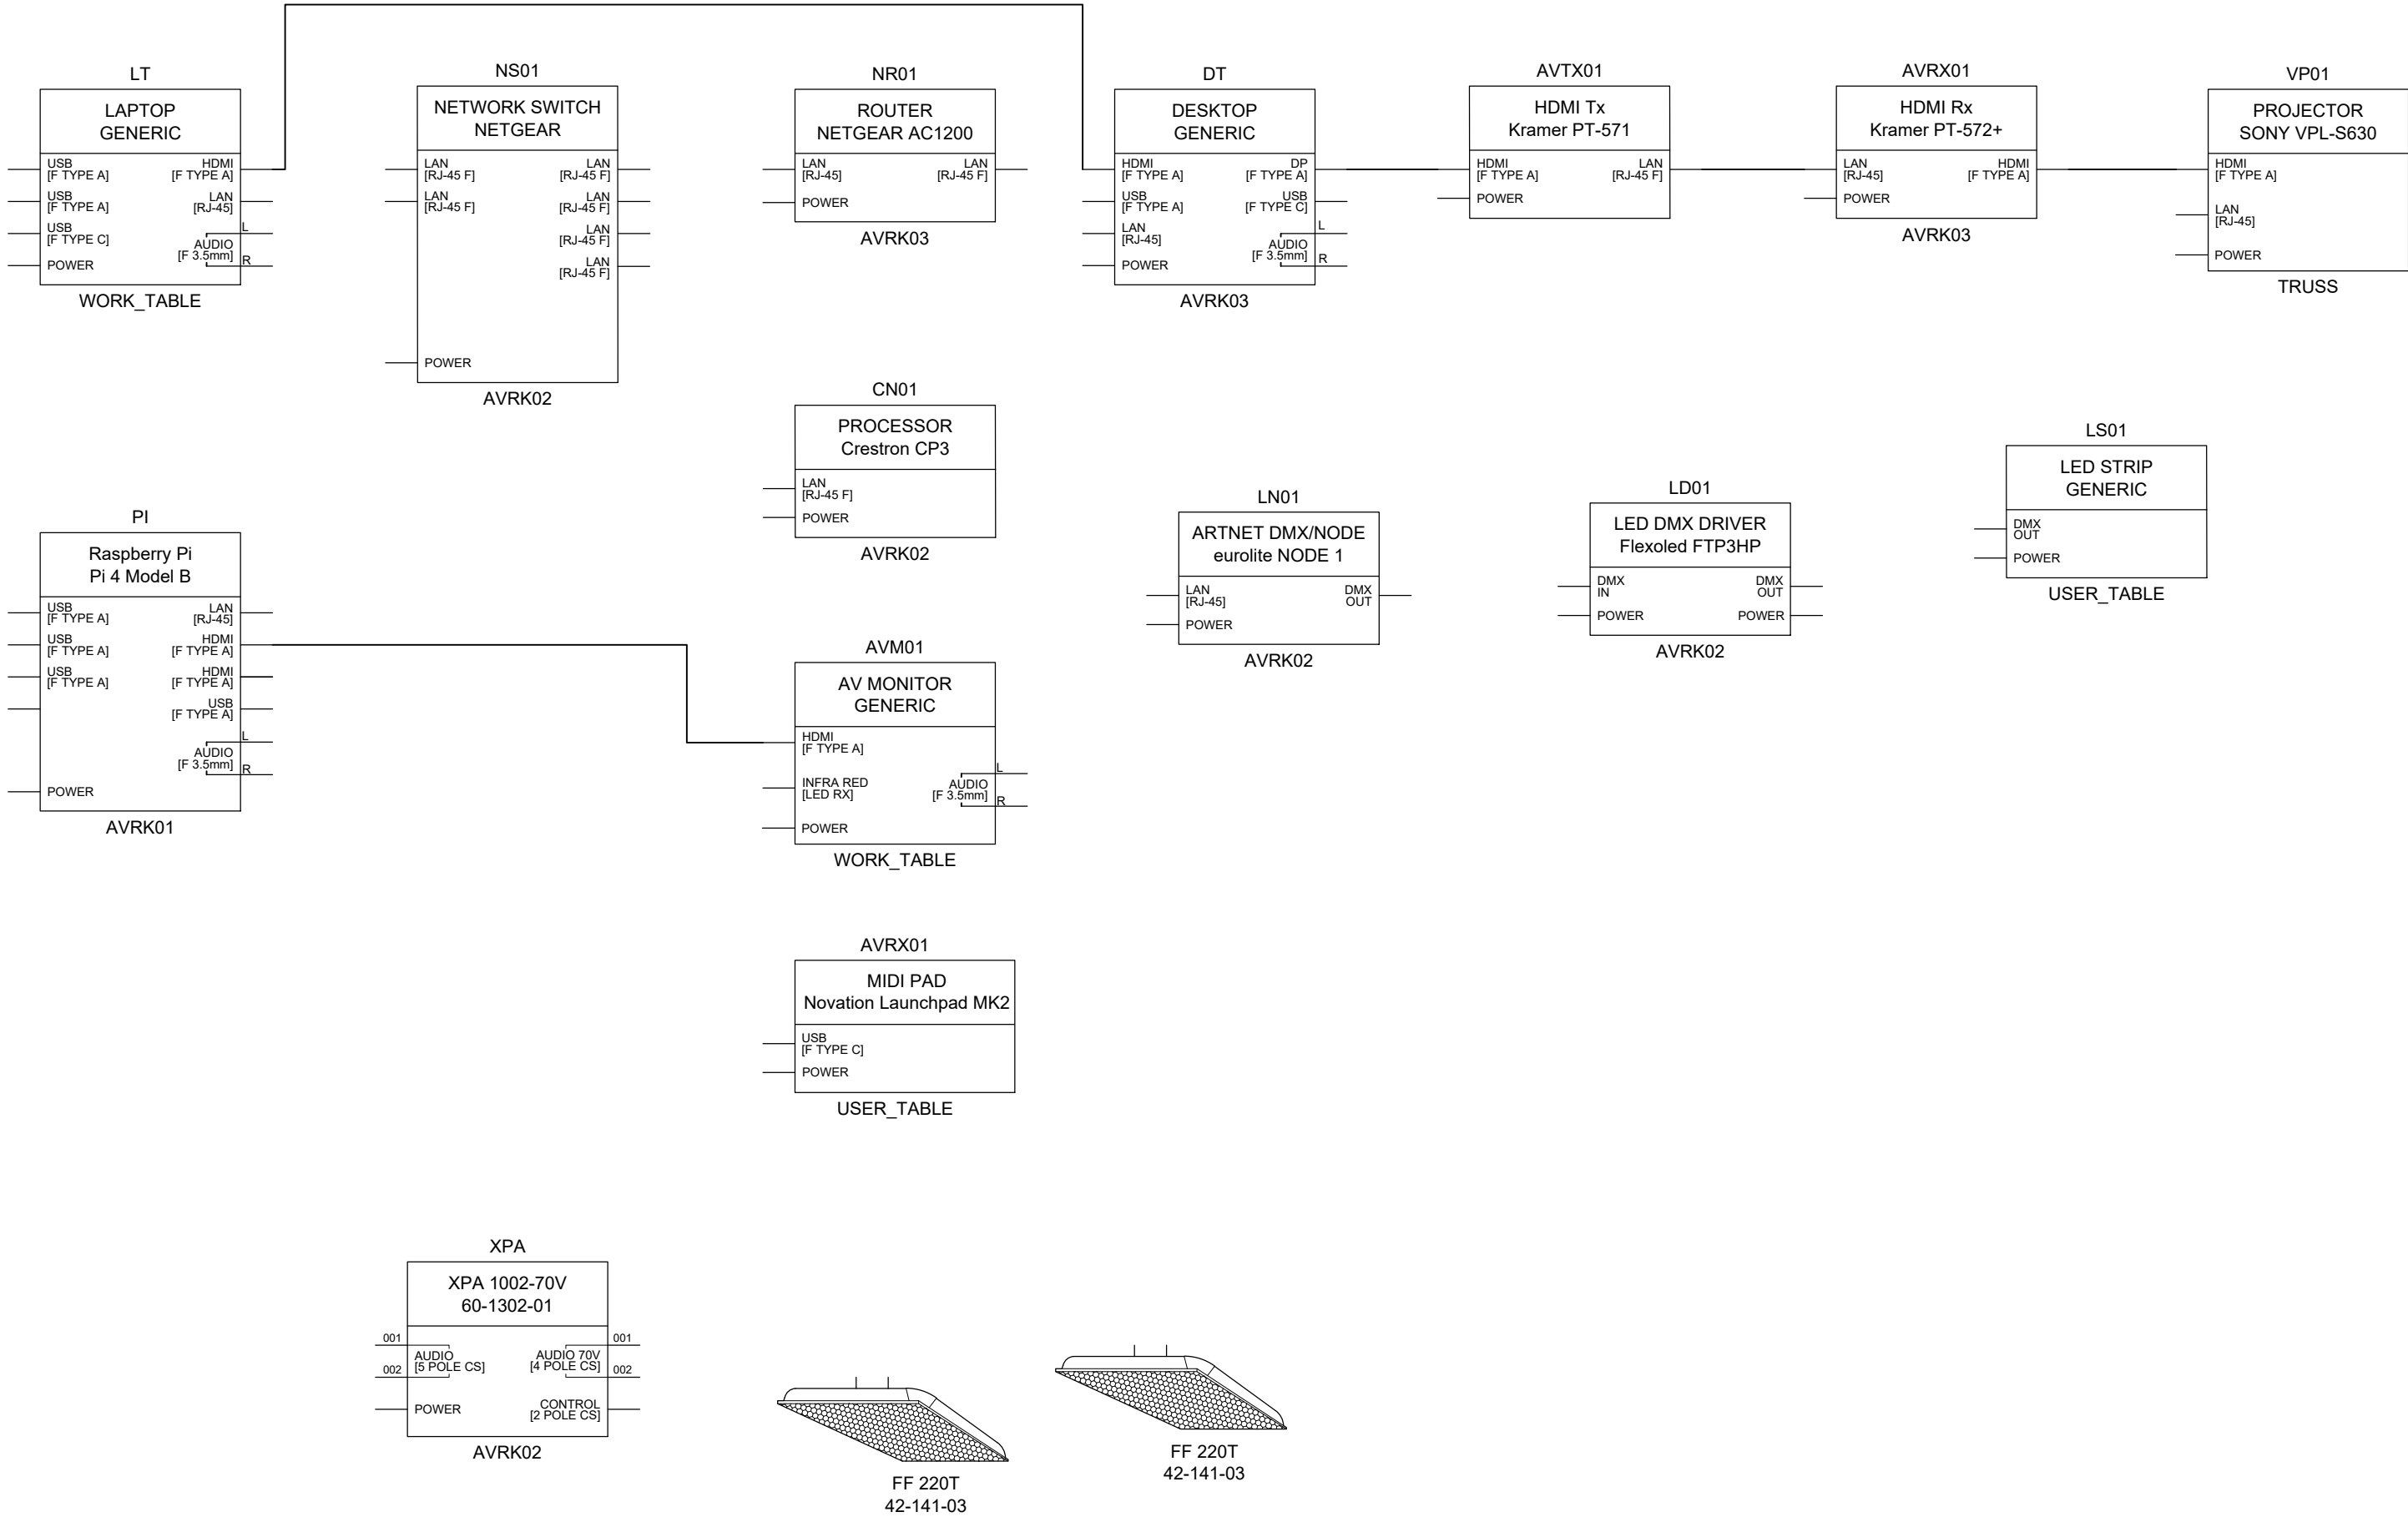 LT
LAPTOP
GENERIC
USB
[F TYPE A]
HDMI
[F TYPE A]
USB
[F TYPE A]
LAN
[RJ-45]
USB
[F TYPE C]
L
AUDIO
[F 3.5mm]
R
POWER
WORK_TABLE
NS01
NETWORK SWITCH
NETGEAR
LAN
[RJ-45 F]
LAN
[RJ-45 F]
LAN
[RJ-45 F]
LAN
[RJ-45 F]
LAN
[RJ-45 F]
LAN
[RJ-45 F]
POWER
AVRK02
NR01
ROUTER
NETGEAR AC1200
LAN
[RJ-45]
LAN
[RJ-45 F]
POWER
AVRK03
DT
DESKTOP
GENERIC
HDMI
[F TYPE A]
DP
[F TYPE A]
USB
[F TYPE A]
USB
[F TYPE C]
LAN
[RJ-45]
L
AUDIO
[F 3.5mm]
R
POWER
AVRK03
AVTX01
HDMI Tx
Kramer PT-571
HDMI
[F TYPE A]
LAN
[RJ-45 F]
POWER
AVRX01
HDMI Rx
Kramer PT-572+
LAN
[RJ-45]
HDMI
[F TYPE A]
POWER
AVRK03
VP01
PROJECTOR
SONY VPL-S630
HDMI
[F TYPE A]
LAN
[RJ-45]
POWER
TRUSS
CN01
PROCESSOR
Crestron CP3
LAN
[RJ-45 F]
POWER
AVRK02
LN01
ARTNET DMX/NODE
eurolite NODE 1
LAN
[RJ-45]
DMX
OUT
POWER
AVRK02
LD01
LED DMX DRIVER
Flexoled FTP3HP
DMX
IN
DMX
OUT
POWER
POWER
AVRK02
LS01
LED STRIP
GENERIC
DMX
OUT
POWER
USER_TABLE
PI
Raspberry Pi
Pi 4 Model B
USB
[F TYPE A]
LAN
[RJ-45]
USB
[F TYPE A]
HDMI
[F TYPE A]
USB
[F TYPE A]
HDMI
[F TYPE A]
USB
[F TYPE A]
L
AUDIO
[F 3.5mm]
R
POWER
AVRK01
AVM01
AV MONITOR
GENERIC
HDMI
[F TYPE A]
INFRA RED
[LED RX]
L
AUDIO
[F 3.5mm]
R
POWER
WORK_TABLE
AVRX01
MIDI PAD
Novation Launchpad MK2
USB
[F TYPE C]
POWER
USER_TABLE
XPA
XPA 1002-70V
60-1302-01
001
001
AUDIO
[5 POLE CS]
AUDIO 70V
[4 POLE CS]
002
002
POWER
CONTROL
[2 POLE CS]
AVRK02
FF 220T
42-141-03
FF 220T
42-141-03